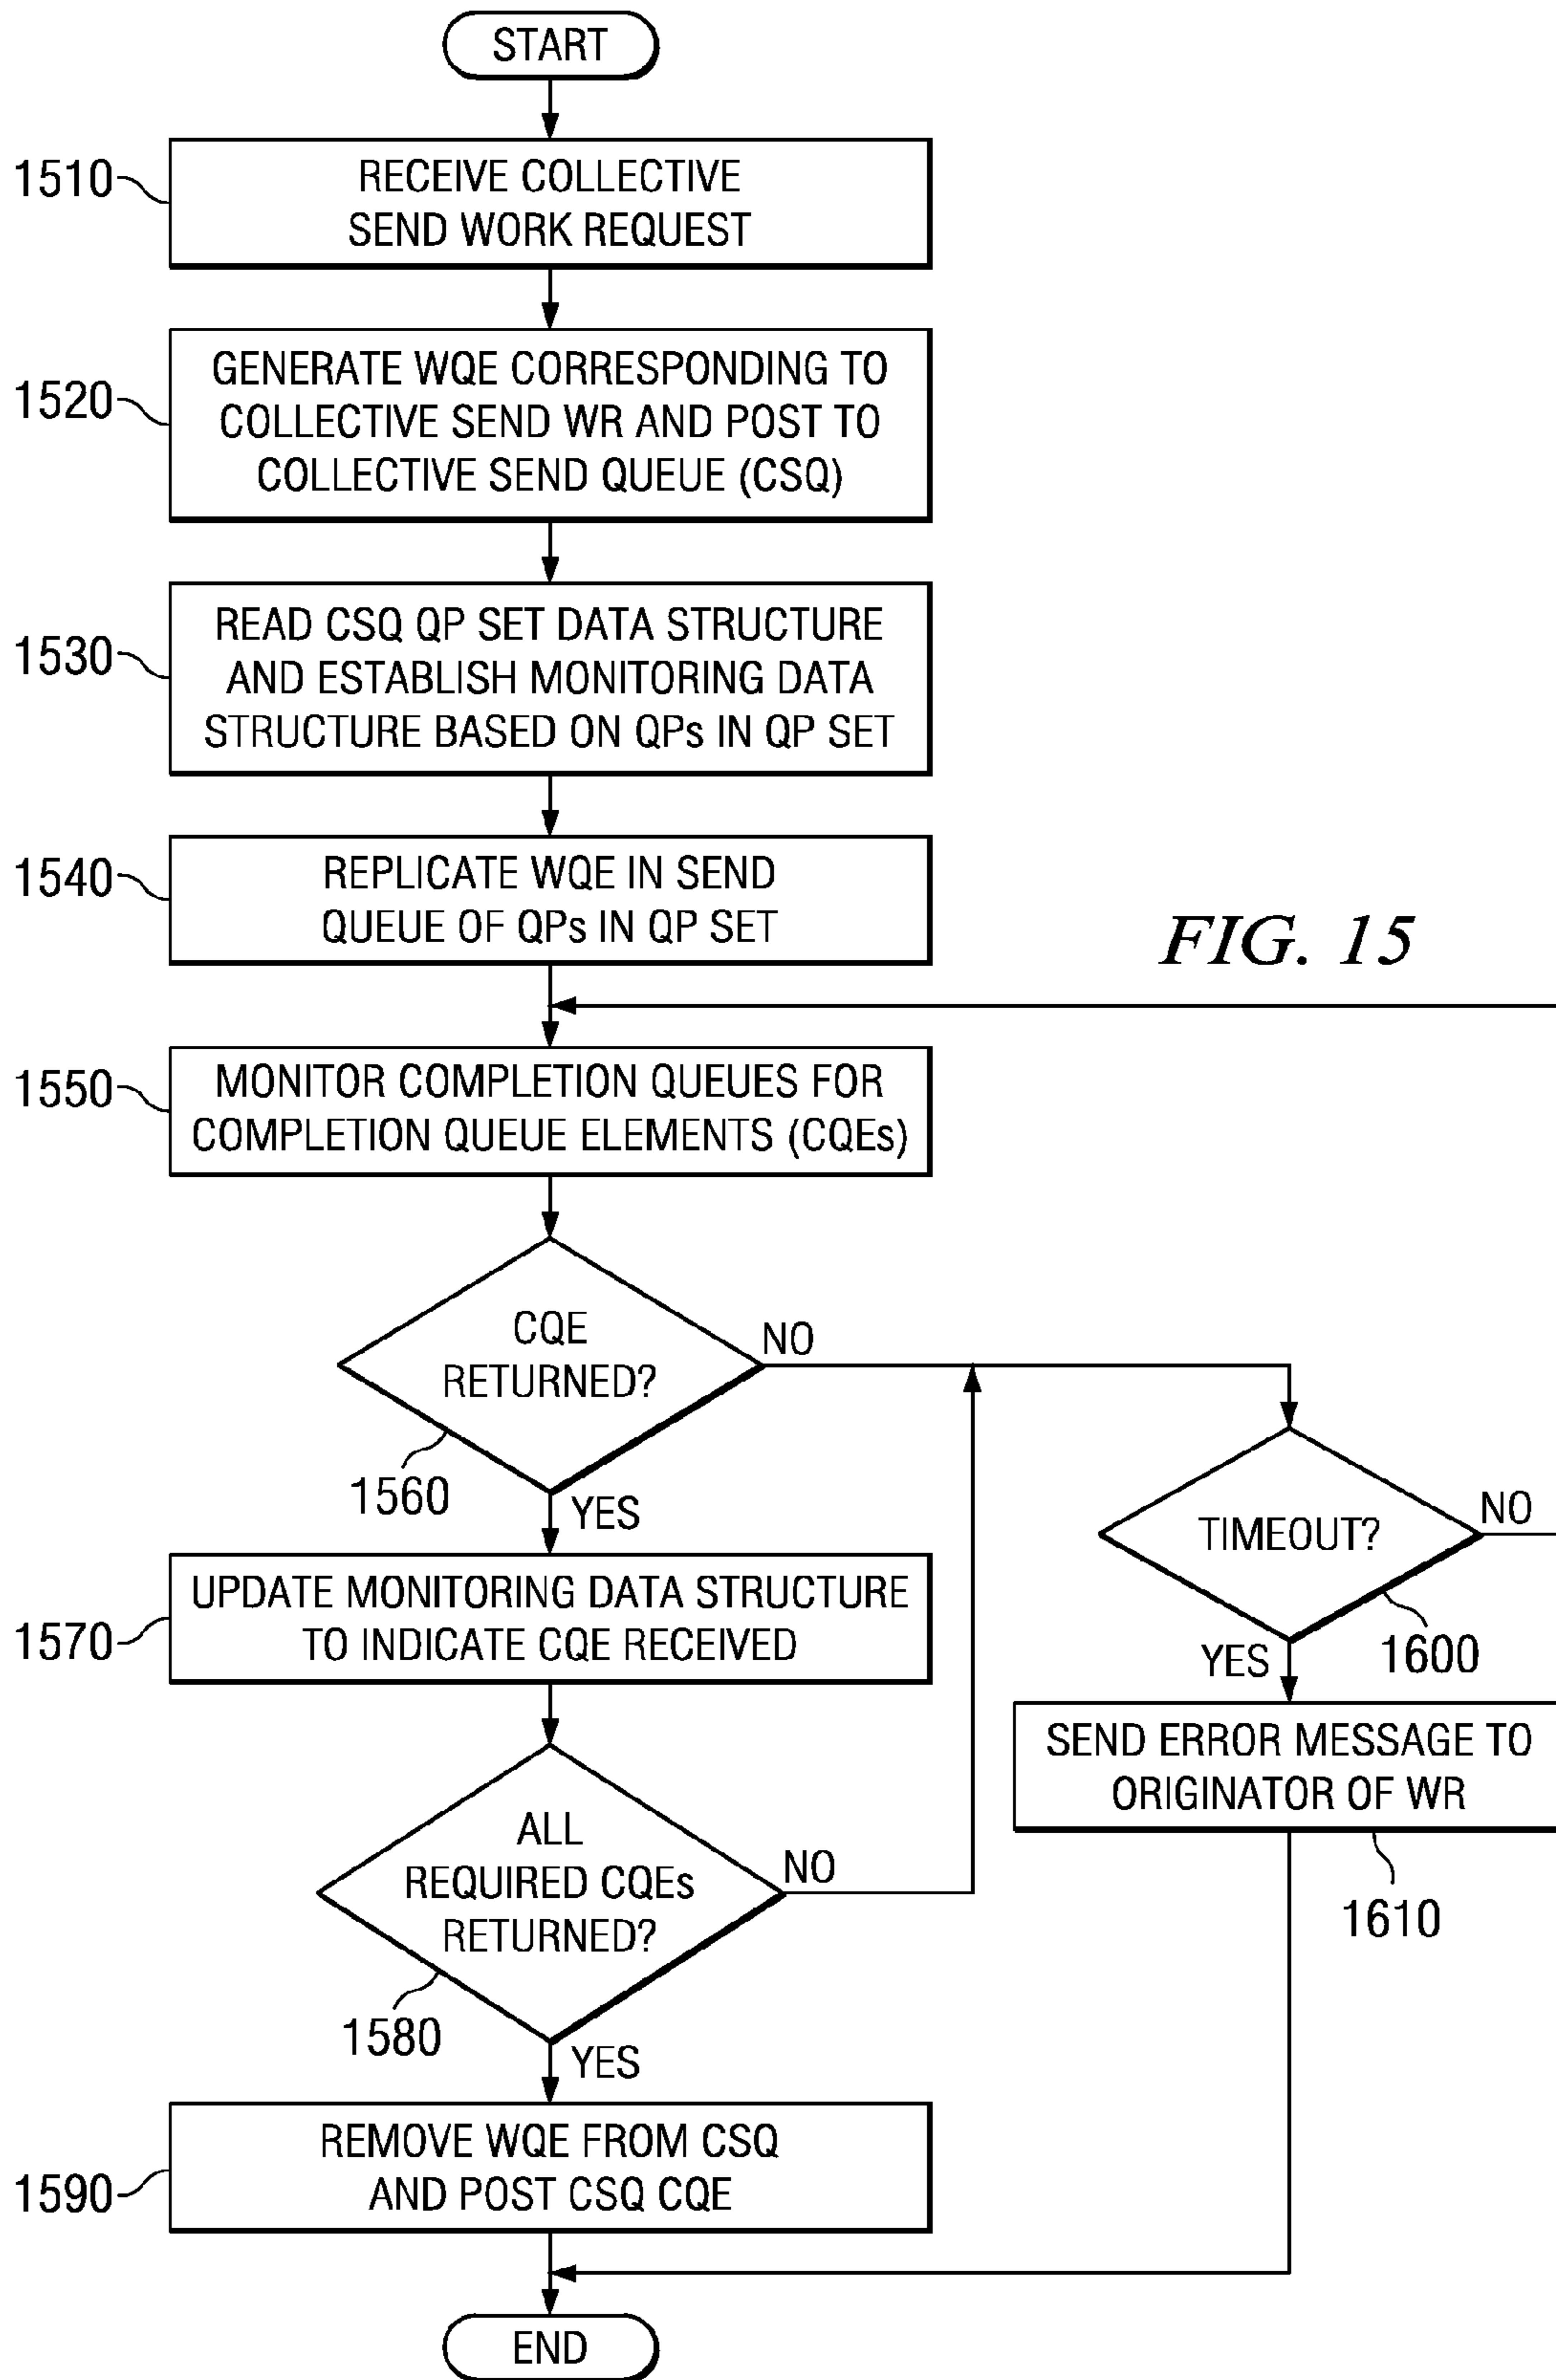 START
1510
RECEIVE COLLECTIVE
SEND WORK REQUEST
1520
GENERATE WQE CORRESPONDING TO
COLLECTIVE SEND WR AND POST TO
COLLECTIVE SEND QUEUE (CSQ)
1530
READ CSQ QP SET DATA STRUCTURE
AND ESTABLISH MONITORING DATA
STRUCTURE BASED ON QPs IN QP SET
1540
REPLICATE WQE IN SEND
QUEUE OF QPs IN QP SET
FIG. 15
1550
MONITOR COMPLETION QUEUES FOR
COMPLETION QUEUE ELEMENTS (CQEs)
CQE
RETURNED?
NO
1560
YES
TIMEOUT?
NO
1600
YES
1570
UPDATE MONITORING DATA STRUCTURE
TO INDICATE CQE RECEIVED
SEND ERROR MESSAGE TO
ORIGINATOR OF WR
1610
ALL
REQUIRED CQEs
RETURNED?
NO
1580
YES
1590
REMOVE WQE FROM CSQ
AND POST CSQ CQE
END